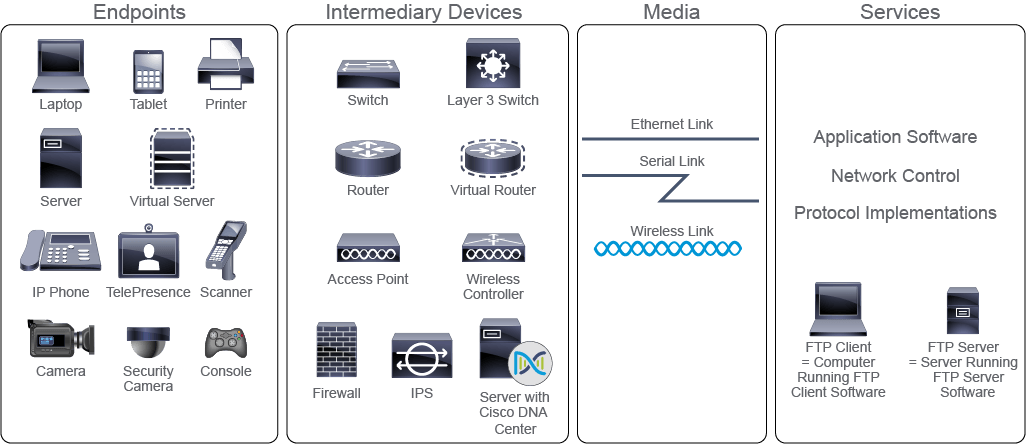 Endpoints
Laptop
Tablet
Printer
Server
Virtual Server
IP Phone
TelePresence
Scanner
Camera
Security
Camera
Console
Intermediary Devices
Switch
Layer 3 Switch
Router
Virtual Router
Access Point
Wireless
Controller
Firewall
IPS
Server with
Cisco DNA
Center
Media
Ethernet Link
Serial Link
Wireless Link
Services
Application Software
Network Control
Protocol Implementations
FTP Client
= Computer
Running FTP
Client Software
FTP Server
= Server Running
FTP Server
Software